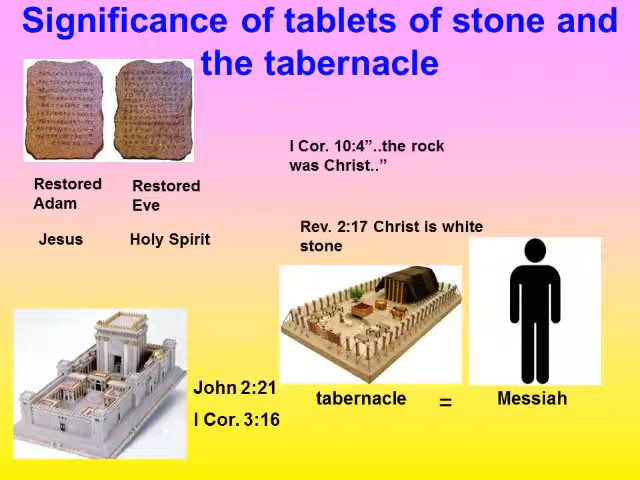 Significance of tablets of stone and
the tabernacle
I Cor. 10:4”..the rock
was Christ..”
Restored
Adam
Restored
Eve
Jesus
Holy Spirit
Rev. 2:17 Christ is white
stone
John 2:21
I Cor. 3:16
tabernacle = Messiah